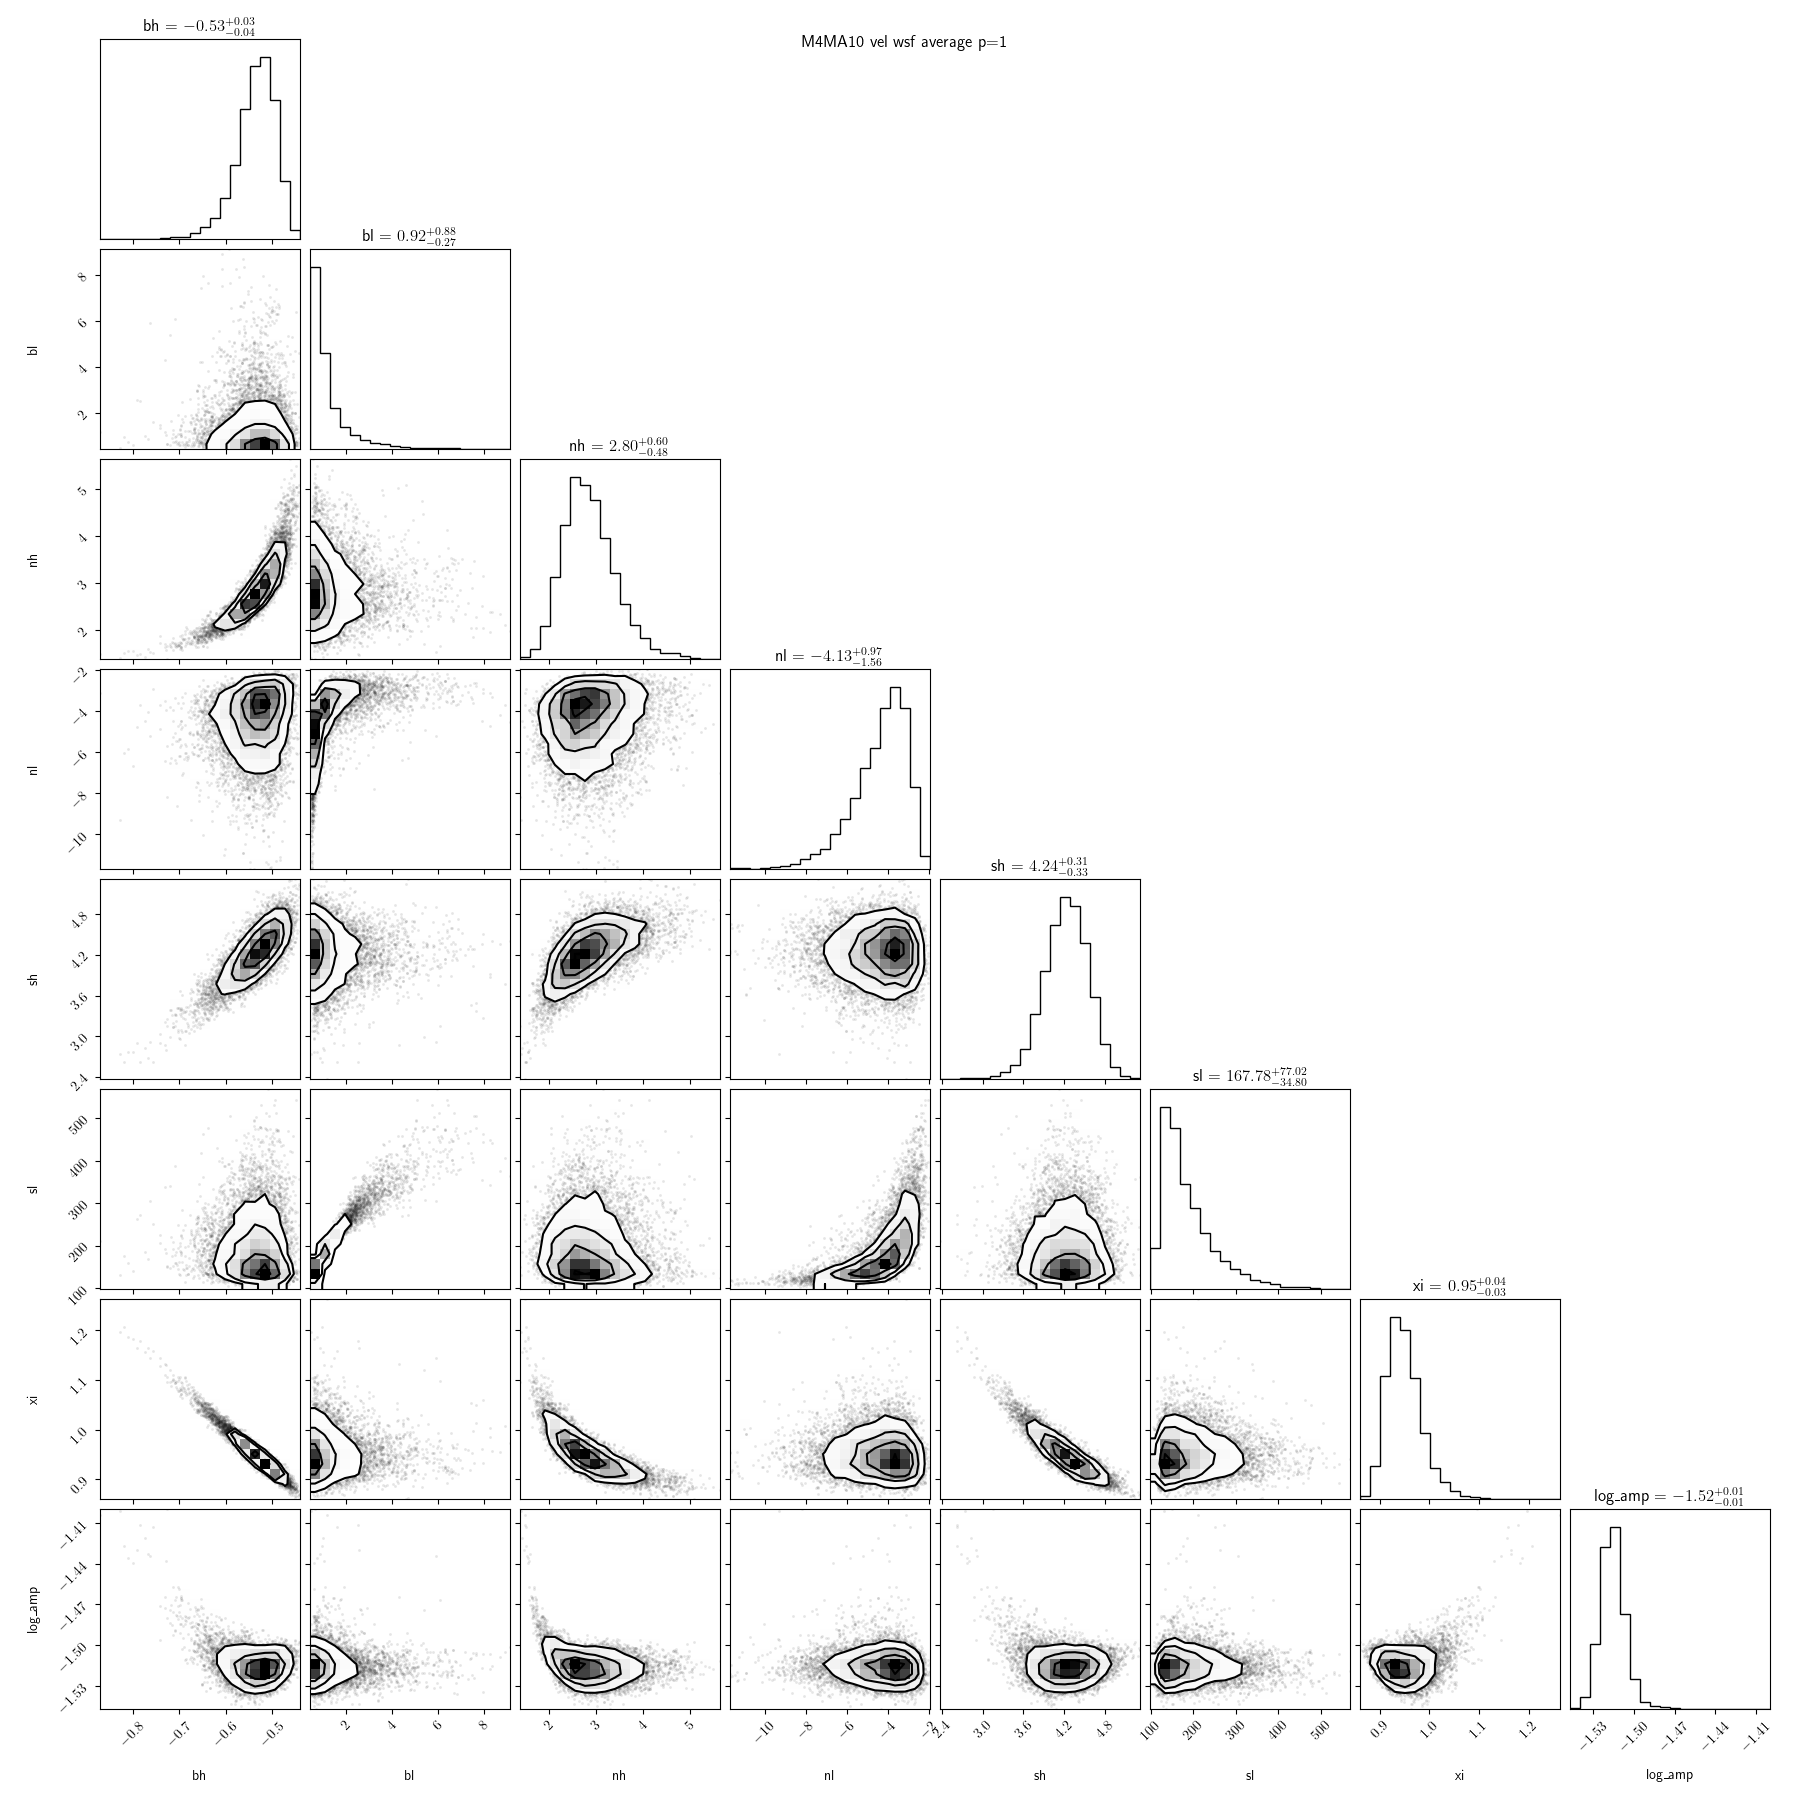 M4MA10 vel wsf average p=1
bh = −0.53+0.03−0.04
bl = 0.92+0.88−0.27
8
6
4
2
bl
nh = 2.80+0.60−0.48
5
4
3
2
nh
nl = −4.13+0.97−1.56
−2
−4
−6
−8
−10
nl
sh = 4.24+0.31−0.33
4.8
4.2
3.6
3.0
2.4
sh
sl = 167.78+77.02−34.80
500
400
300
200
100
sl
xi = 0.95+0.04−0.03
1.2
1.1
1.0
0.9
xi
log_amp = −1.52+0.01−0.01
−1.41
−1.44
−1.47
−1.50
−1.53
log_amp
−0.8 −0.7 −0.6 −0.5 2 4 6 8 2 3 4 5 −10 −8 −6 −4 −2 2.4 3.0 3.6 4.2 4.8 100 200 300 400 500 0.9 1.0 1.1 1.2 −1.53 −1.50 −1.47 −1.44 −1.41
bh bl nh nl sh sl xi log_amp